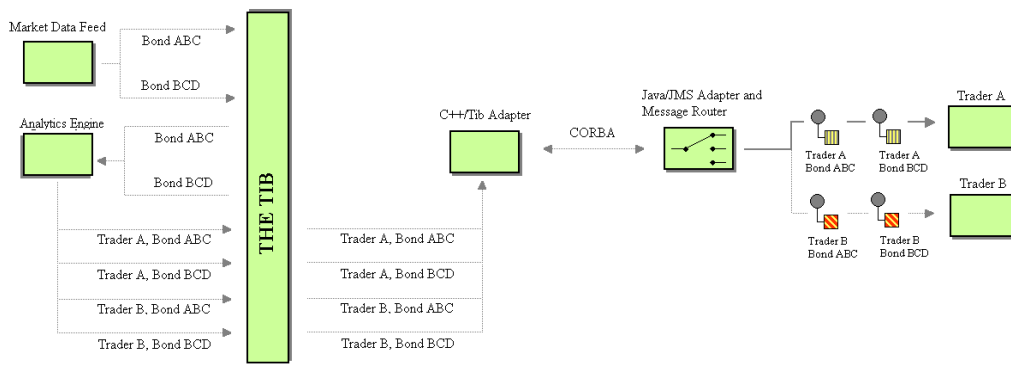 Market Data Feed
Bond ABC
Bond BCD
Analytics Engine
Bond ABC
Bond BCD
Trader A, Bond ABC
Trader A, Bond BCD
Trader B, Bond ABC
Trader B, Bond BCD
THE TIB
Trader A, Bond ABC
Trader A, Bond BCD
Trader B, Bond ABC
Trader B, Bond BCD
C++/Tib Adapter
CORBA
Java/JMS Adapter and
Message Router
Trader A
Bond ABC
Trader A
Bond BCD
Trader A
Trader B
Bond ABC
Trader B
Bond BCD
Trader B